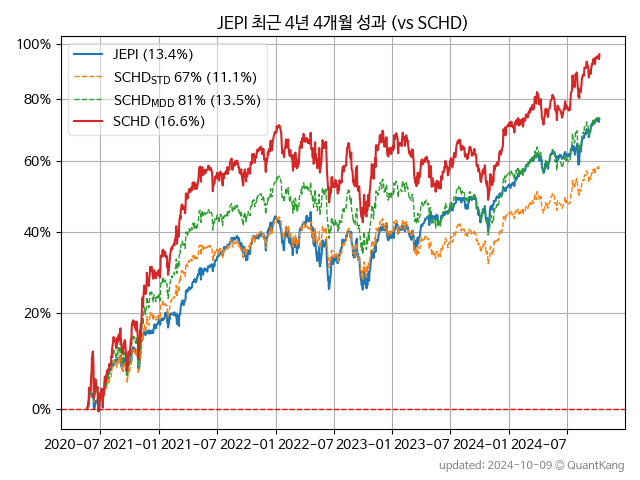 JEPI 최근 4년 4개월 성과 (vs SCHD)
100%
80%
60%
40%
20%
0%
JEPI (13.4%)
SCHD_STD 67% (11.1%)
SCHD_MDD 81% (13.5%)
SCHD (16.6%)
2020-07 2021-01 2021-07 2022-01 2022-07 2023-01 2023-07 2024-01 2024-07
updated: 2024-10-09 © QuantKang